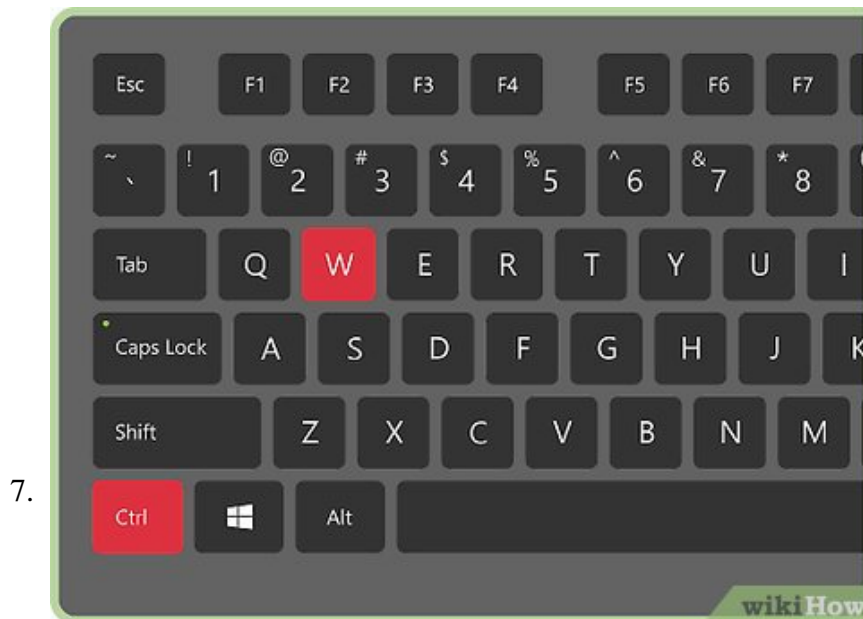 Esc F1 F2 F3 F4 F5 F6 F7
~ ` ! 1 @ 2 # 3 $ 4 % 5 ^ 6 & 7 * 8
Tab Q W E R T Y U I
Caps Lock A S D F G H J K
Shift Z X C V B N M
7.
Ctrl Alt
wikiHow